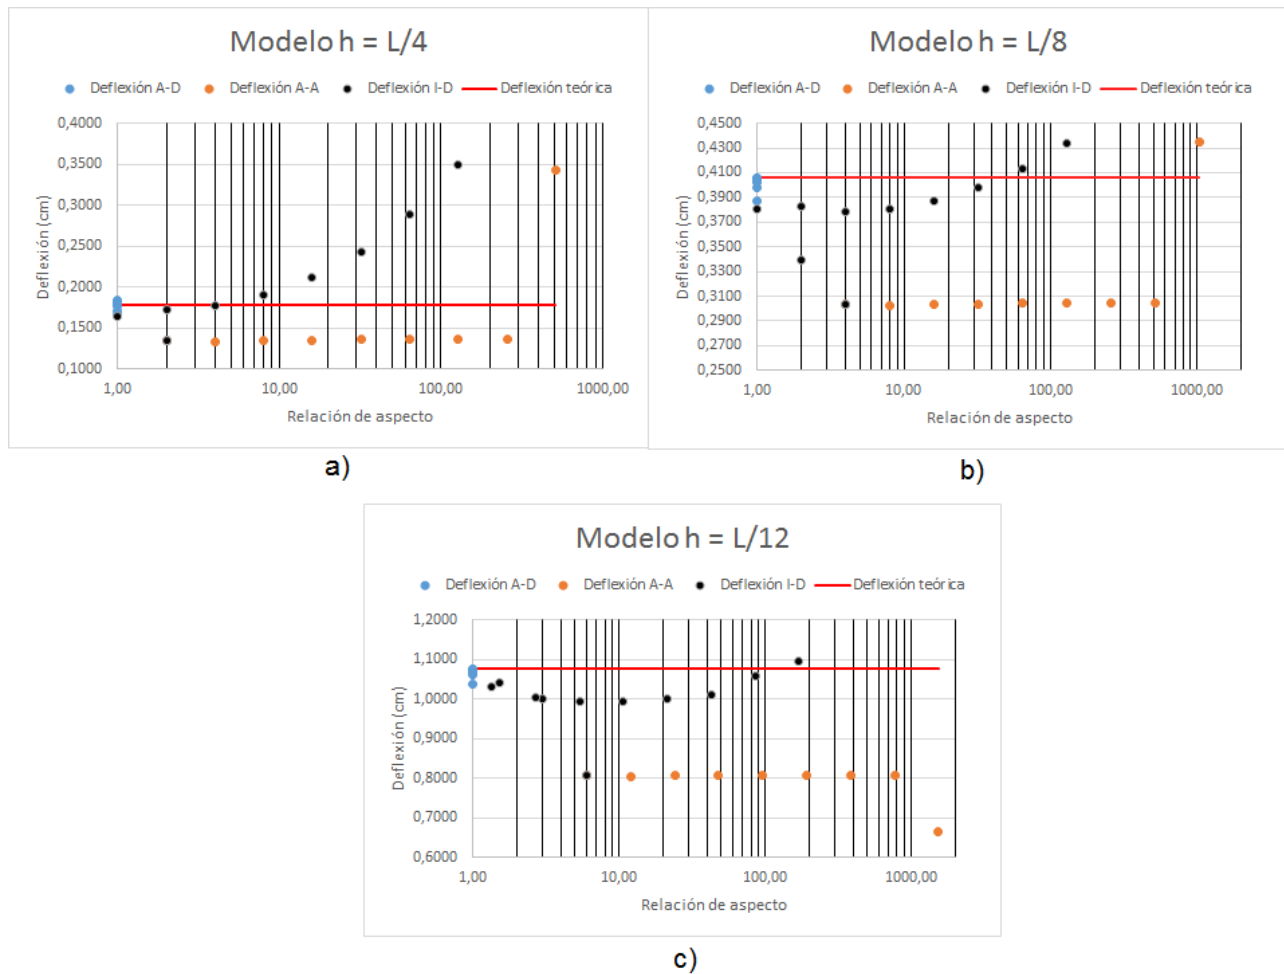 Modelo h = L/4
Deflexión A-D Deflexión A-A Deflexión I-D Deflexión teórica
0,4000
0,3500
0,3000
0,2500
0,2000
0,1500
0,1000
Deflexión (cm)
1,00 10,00 100,00 1000,00
Relación de aspecto
a)
Modelo h = L/8
Deflexión A-D Deflexión A-A Deflexión I-D Deflexión teórica
0,4500
0,4300
0,4100
0,3900
0,3700
0,3500
0,3300
0,3100
0,2900
0,2700
0,2500
Deflexión (cm)
1,00 10,00 100,00 1000,00
Relación de aspecto
b)
Modelo h = L/12
Deflexión A-D Deflexión A-A Deflexión I-D Deflexión teórica
1,2000
1,1000
1,0000
0,9000
0,8000
0,7000
0,6000
Deflexión (cm)
1,00 10,00 100,00 1000,00
Relación de aspecto
c)